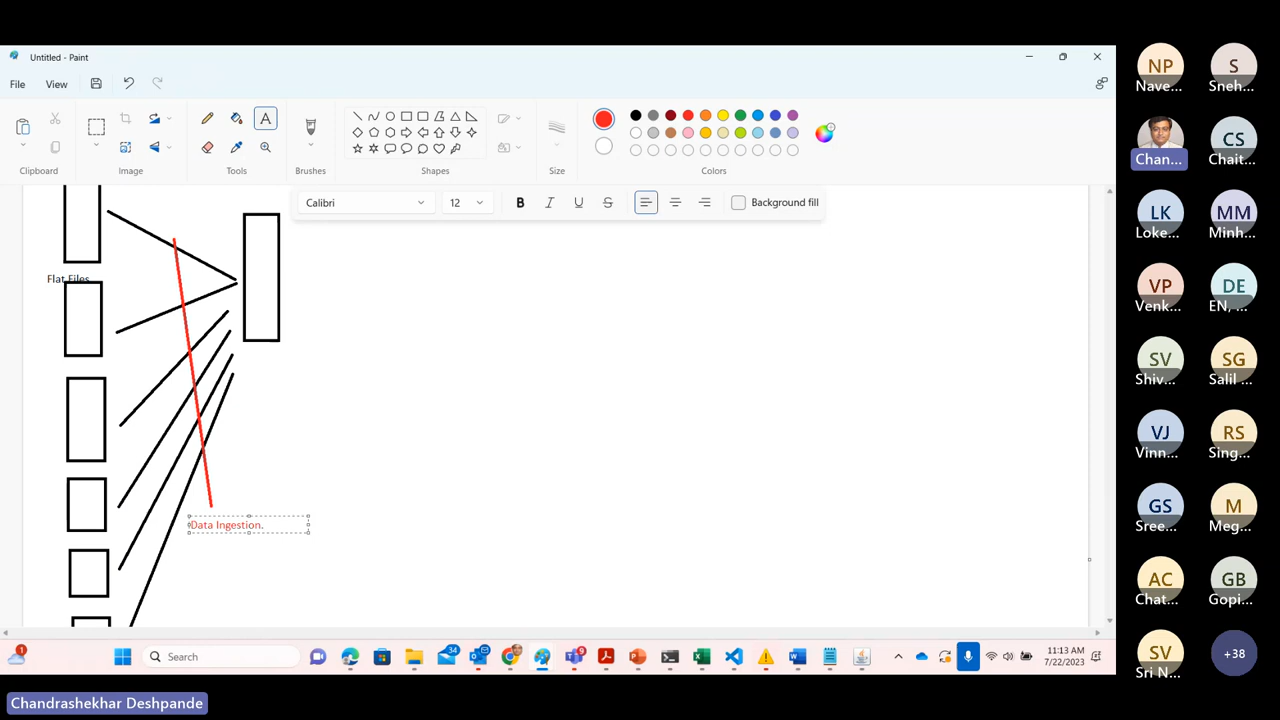 Untitled - Paint
File
View
Clipboard
Image
Tools
Brushes
Shapes
Size
Colors
Calibri
12
B
I
U
S
Background fill
Flat Files
Data Ingestion.
NP
Nave...
S
Sneh...
Chan...
CS
Chait...
LK
Loke...
MM
Minh...
VP
Venk...
DE
EN, ...
SV
Shiv...
SG
Salil ...
VJ
Vinn...
RS
Sing...
GS
Sree...
M
Meg...
AC
Chat...
GB
Gopi...
SV
Sri N...
+38
1
Search
34
9
11:13 AM
7/22/2023
Chandrashekhar Deshpande